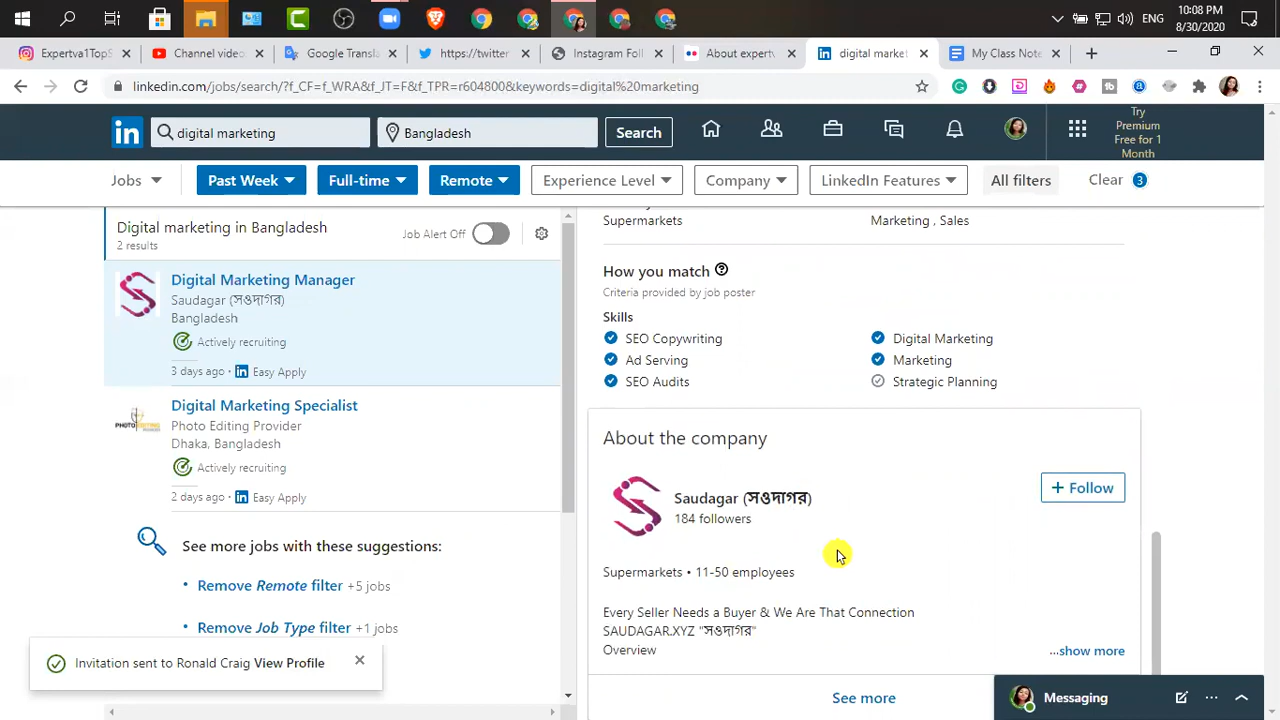 10:08 PM
ENG
8/30/2020
Expertva1TopS
Channel video
Google Transl
https://twitter
Instagram Foll
About expertv
digital market
My Class Note
linkedin.com/jobs/search/?f_CF=f_WRA&f_JT=F&f_TPR=r604800&keywords=digital%20marketing
in
digital marketing
Bangladesh
Search
Try
Premium
Free for 1
Month
Jobs
Past Week
Full-time
Remote
Experience Level
Company
LinkedIn Features
All filters
Clear 3
Digital marketing in Bangladesh
2 results
Job Alert Off
Digital Marketing Manager
Saudagar (সওদাগর)
Bangladesh
Actively recruiting
3 days ago • in Easy Apply
PHOTO EDITING
Digital Marketing Specialist
Photo Editing Provider
Dhaka, Bangladesh
Actively recruiting
2 days ago • in Easy Apply
See more jobs with these suggestions:
• Remove Remote filter +5 jobs
• Remove Job Type filter +1 jobs
Invitation sent to Ronald Craig View Profile
Supermarkets
Marketing , Sales
How you match
Criteria provided by job poster
Skills
SEO Copywriting
Digital Marketing
Ad Serving
Marketing
SEO Audits
Strategic Planning
About the company
Saudagar (সওদাগর)
184 followers
+ Follow
Supermarkets • 11-50 employees
Every Seller Needs a Buyer & We Are That Connection
SAUDAGAR.XYZ "সওদাগর"
Overview
...show more
See more
Messaging